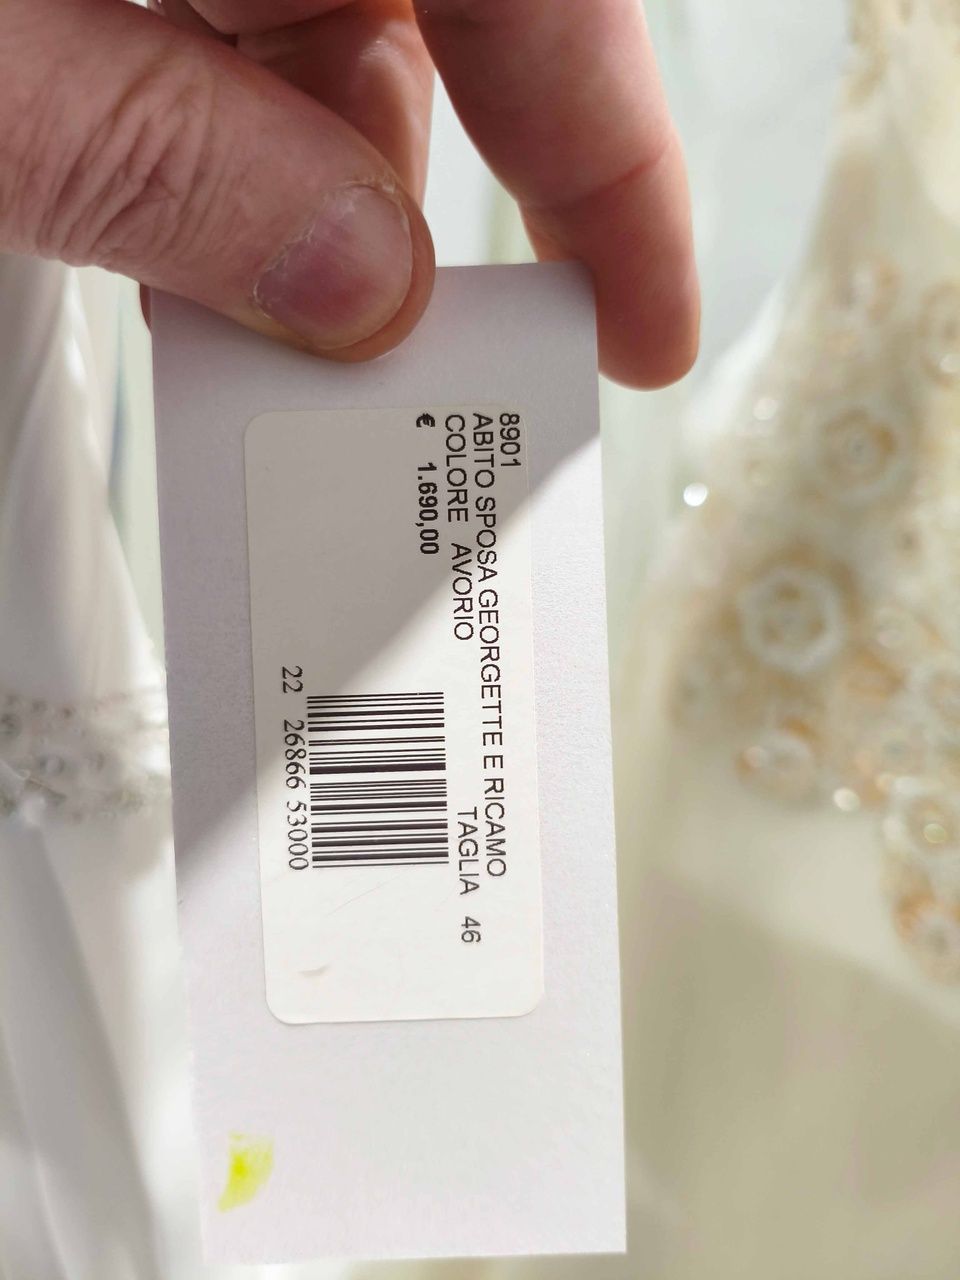 8901
ABITO SPOSA GEORGETTE E RICAMO
COLORE AVORIO TAGLIA 46
€ 1.690,00
22 26866 53000